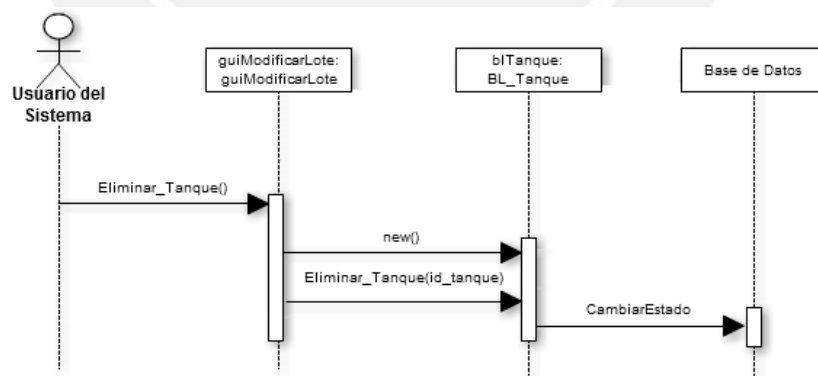 guiModificarLote:
guiModificarLote
blTanque:
BL_Tanque
Base de Datos
Usuario del
Sistema
Eliminar_Tanque()
new()
Eliminar_Tanque(id_tanque)
CambiarEstado